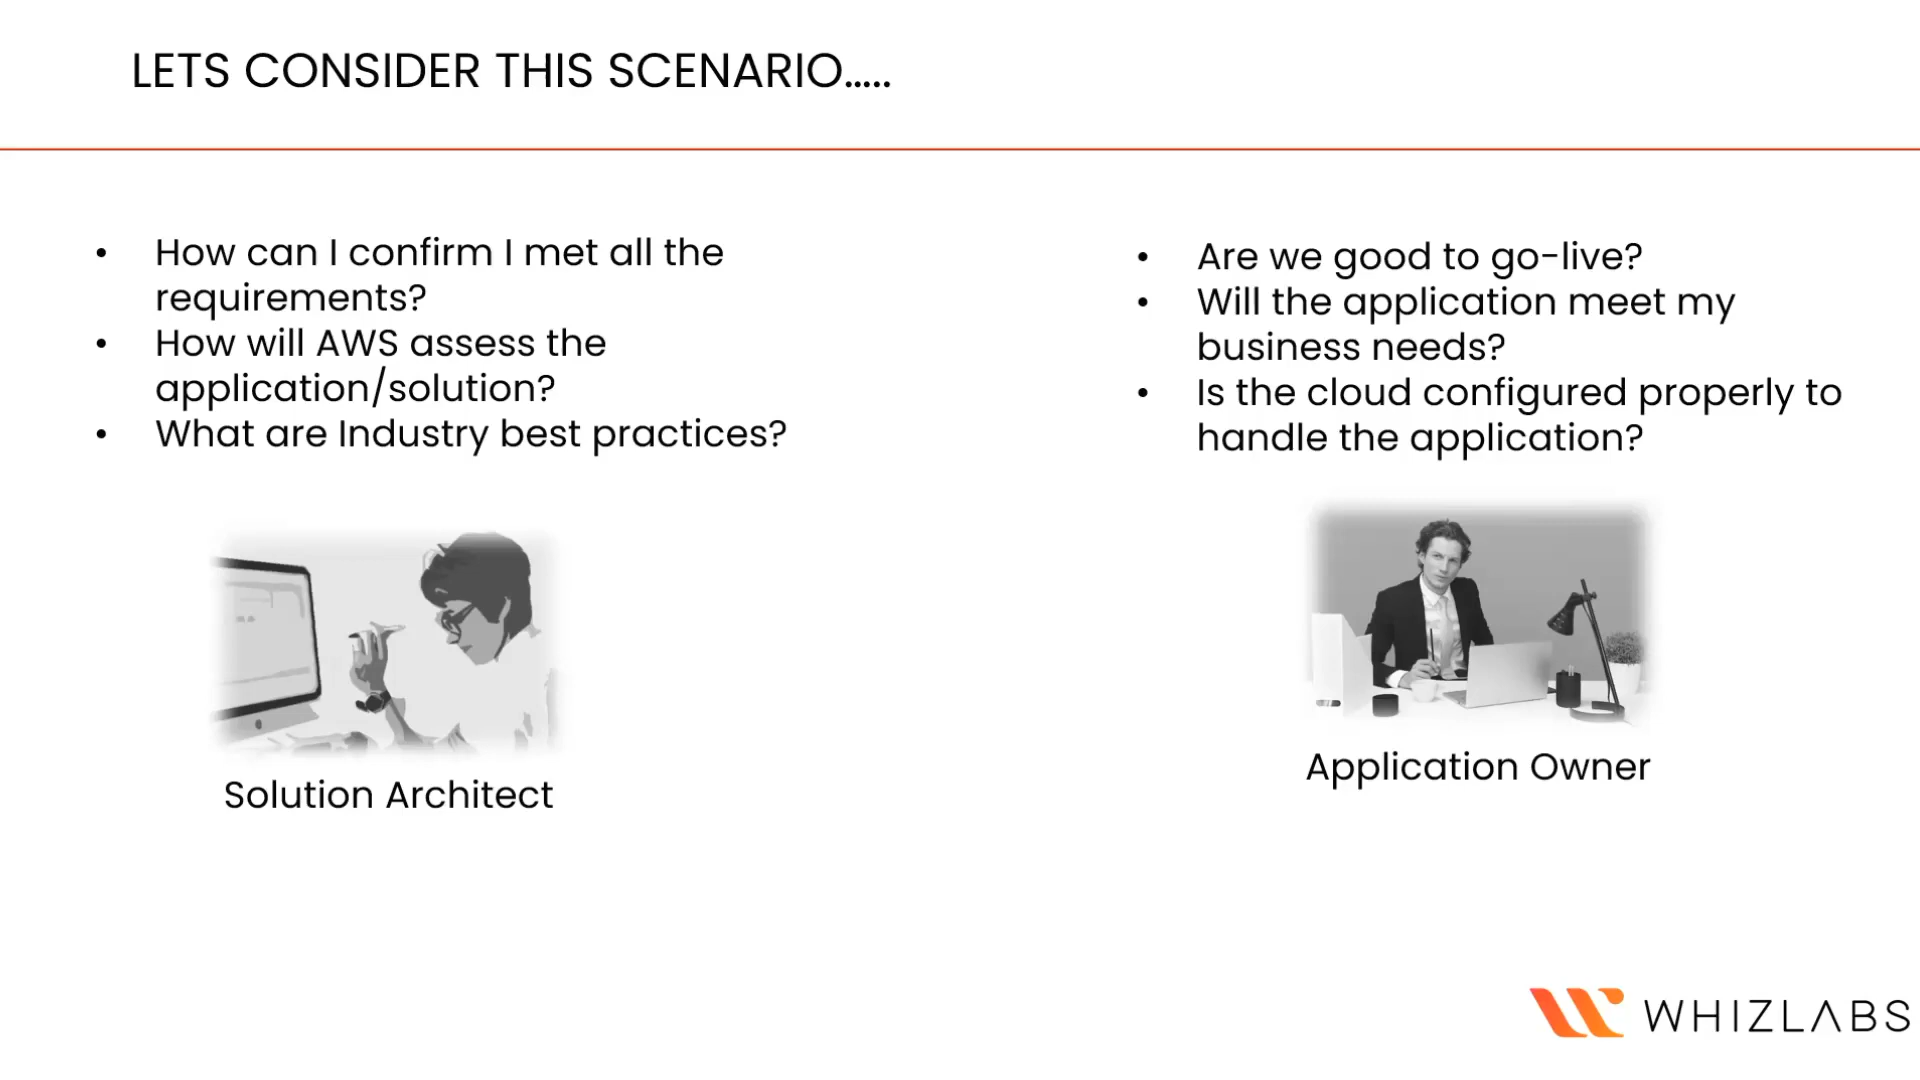 LETS CONSIDER THIS SCENARIO.....
• How can I confirm I met all the
requirements?
• How will AWS assess the
application/solution?
• What are Industry best practices?
Solution Architect
• Are we good to go-live?
• Will the application meet my
business needs?
• Is the cloud configured properly to
handle the application?
Application Owner
WHIZLABS